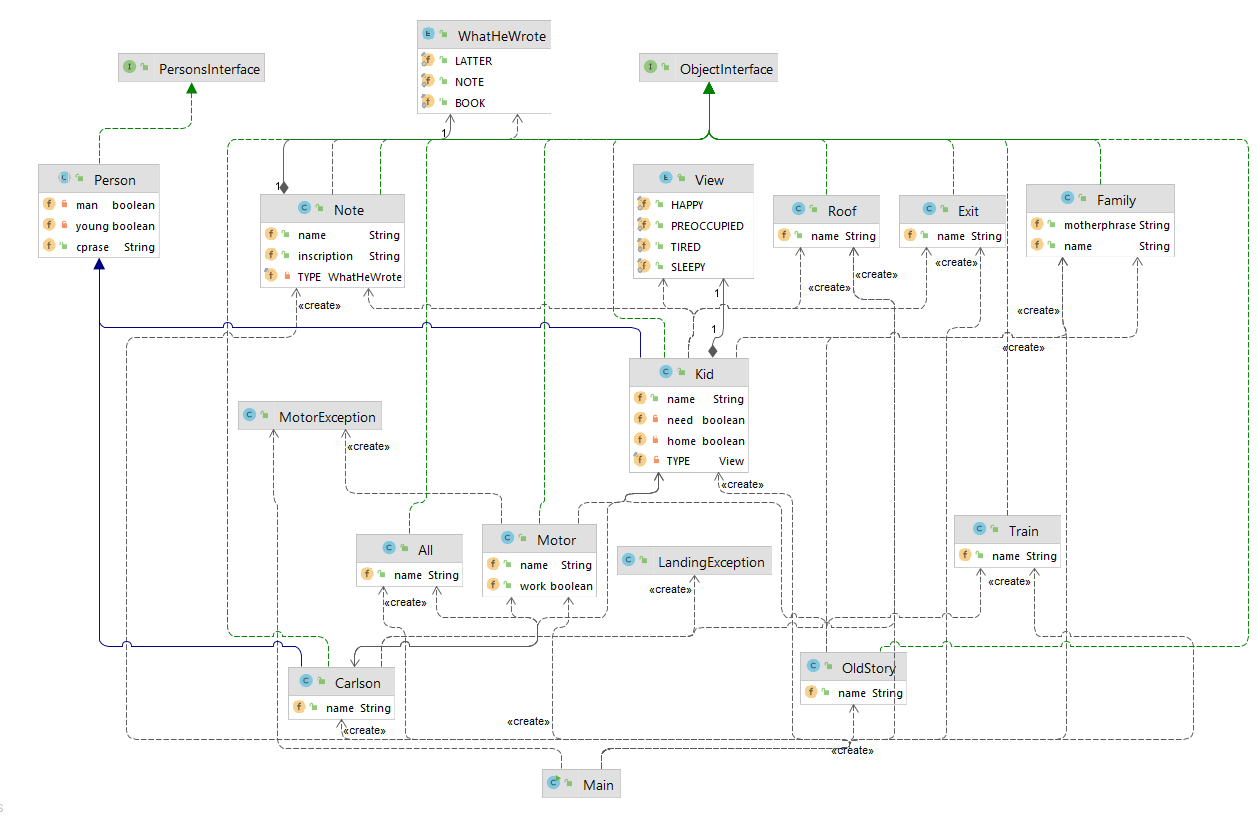 WhatHeWrote
LATTER
NOTE
BOOK
PersonsInterface
ObjectInterface
1
1
Person
man boolean
young boolean
cprase String
Note
name String
inscription String
TYPE WhatHeWrote
«create»
View
HAPPY
PREOCCUPIED
TIRED
SLEEPY
1
1
Roof
name String
«create»
«create»
Exit
name String
«create»
Family
motherphrase String
name String
«create»
«create»
Kid
name String
need boolean
home boolean
TYPE View
«create»
MotorException
«create»
All
name String
«create»
Motor
name String
work boolean
LandingException
«create»
Train
name String
«create»
Carlson
name String
«create»
OldStory
name String
«create»
«create»
Main
s